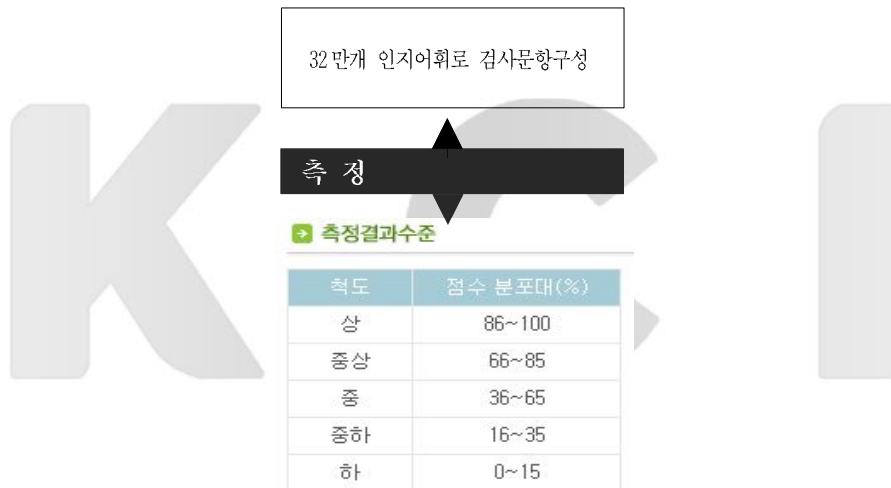 32만개 인지어휘로 검사문항구성
측 정
측정결과수준
척도 점수 분포대(%)
상 86~100
중상 66~85
중 36~65
중하 16~35
하 0~15
KCI